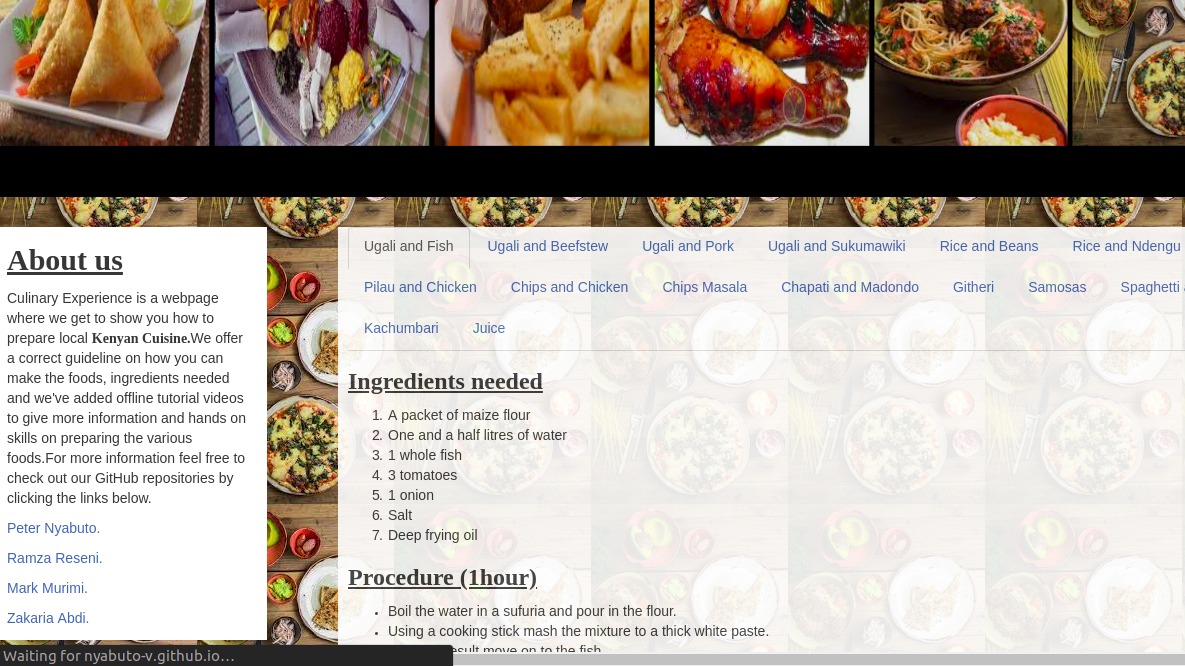 About us
Culinary Experience is a webpage
where we get to show you how to
prepare local Kenyan Cuisine.We offer
a correct guideline on how you can
make the foods, ingredients needed
and we've added offline tutorial videos
to give more information and hands on
skills on preparing the various
foods.For more information feel free to
check out our GitHub repositories by
clicking the links below.
Peter Nyabuto.
Ramza Reseni.
Mark Murimi.
Zakaria Abdi.
Ugali and Fish Ugali and Beefstew Ugali and Pork Ugali and Sukumawiki Rice and Beans Rice and Ndengu
Pilau and Chicken Chips and Chicken Chips Masala Chapati and Madondo Githeri Samosas Spaghetti
Kachumbari Juice
Ingredients needed
1. A packet of maize flour
2. One and a half litres of water
3. 1 whole fish
4. 3 tomatoes
5. 1 onion
6. Salt
7. Deep frying oil
Procedure (1hour)
• Boil the water in a sufuria and pour in the flour.
• Using a cooking stick mash the mixture to a thick white paste.
result move on to the fish
Waiting for nyabuto-v.github.io…